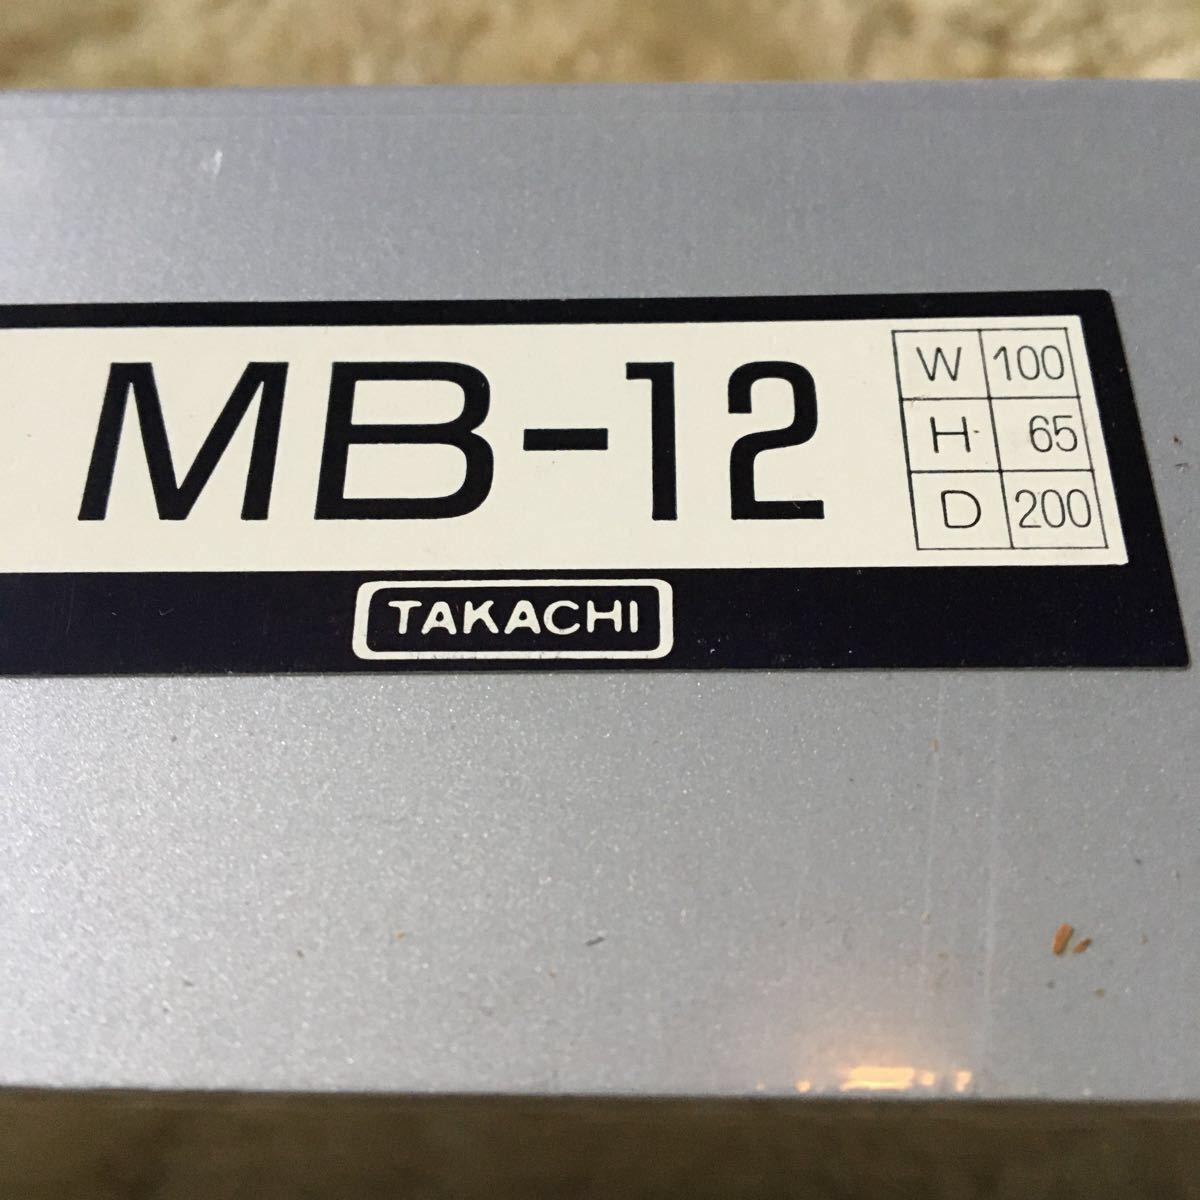 MB-12
W 100
H 65
D 200
TAKACHI